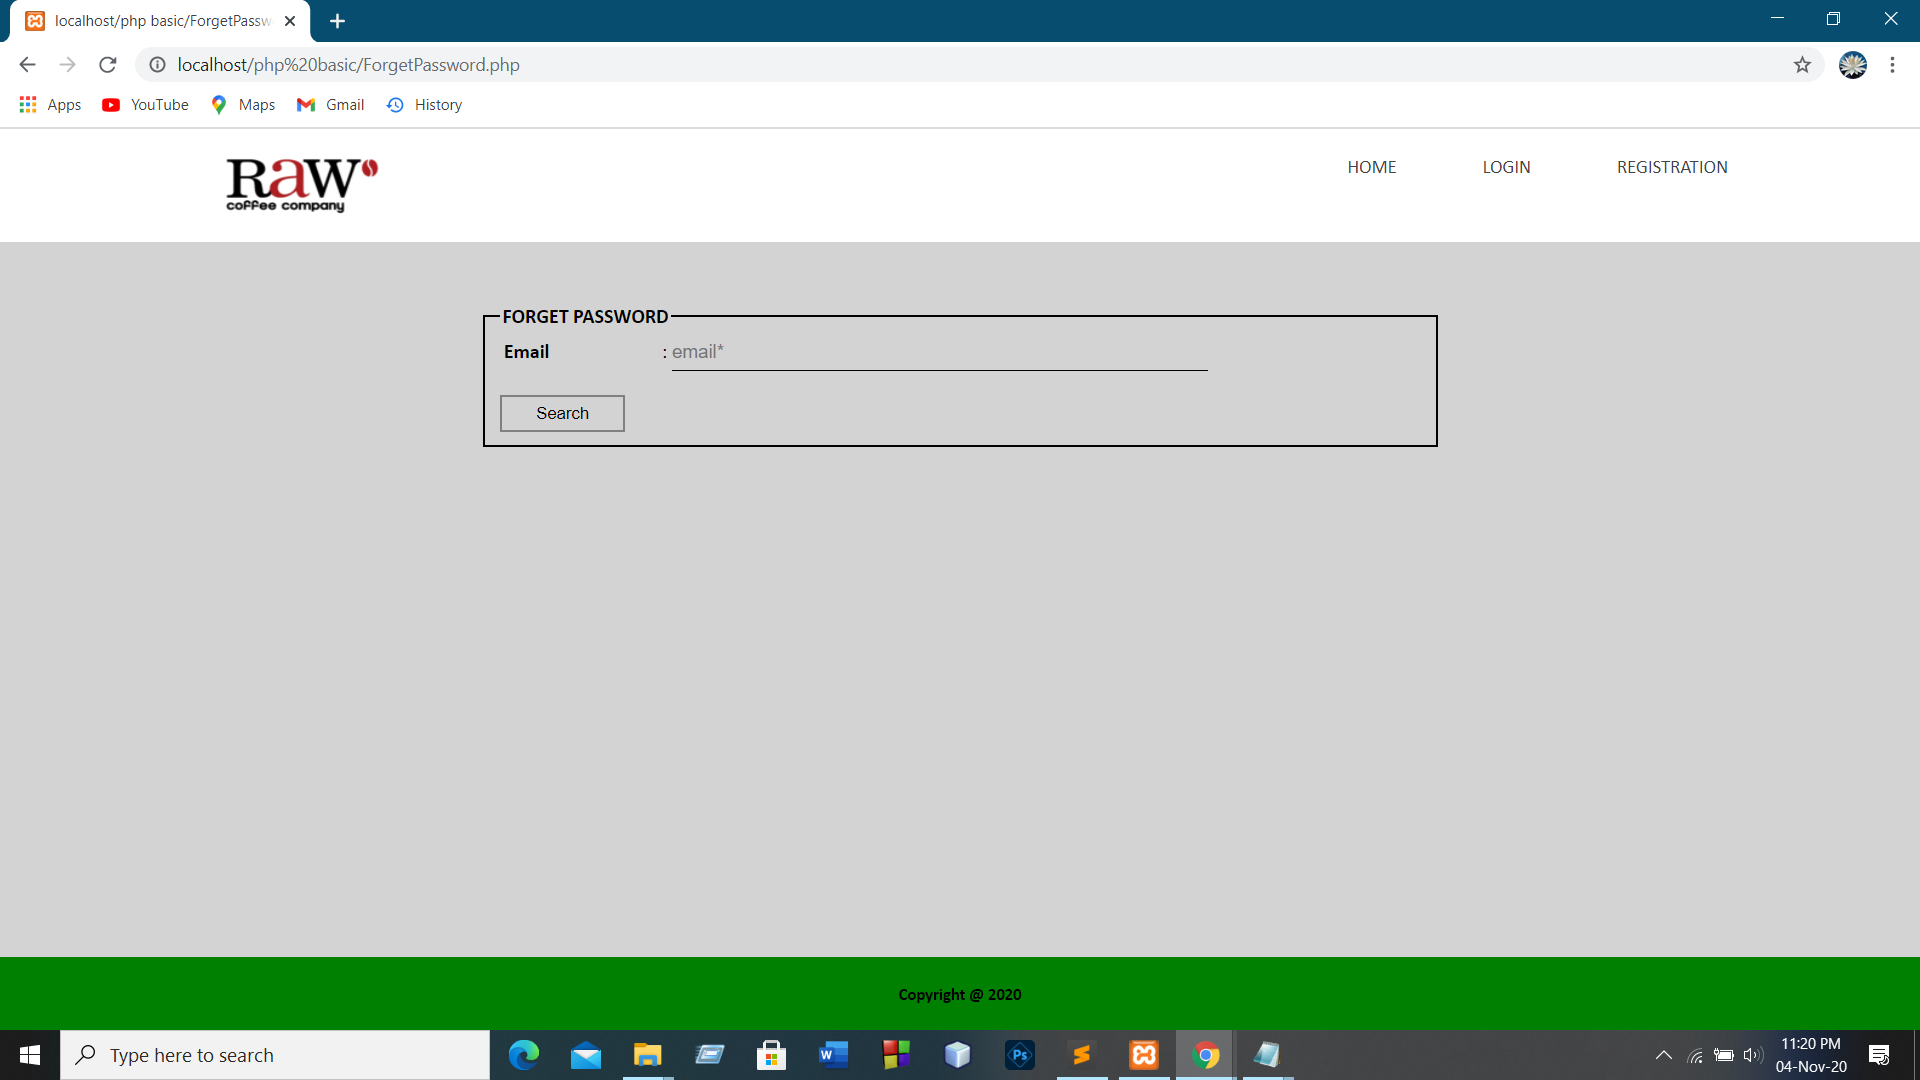 localhost/php basic/ForgetPassw
localhost/php%20basic/ForgetPassword.php
Apps YouTube Maps Gmail History
Raw
coffee company
HOME LOGIN REGISTRATION
FORGET PASSWORD
Email : email*
Search
Copyright @ 2020
Type here to search
W
Ps
11:20 PM
04-Nov-20